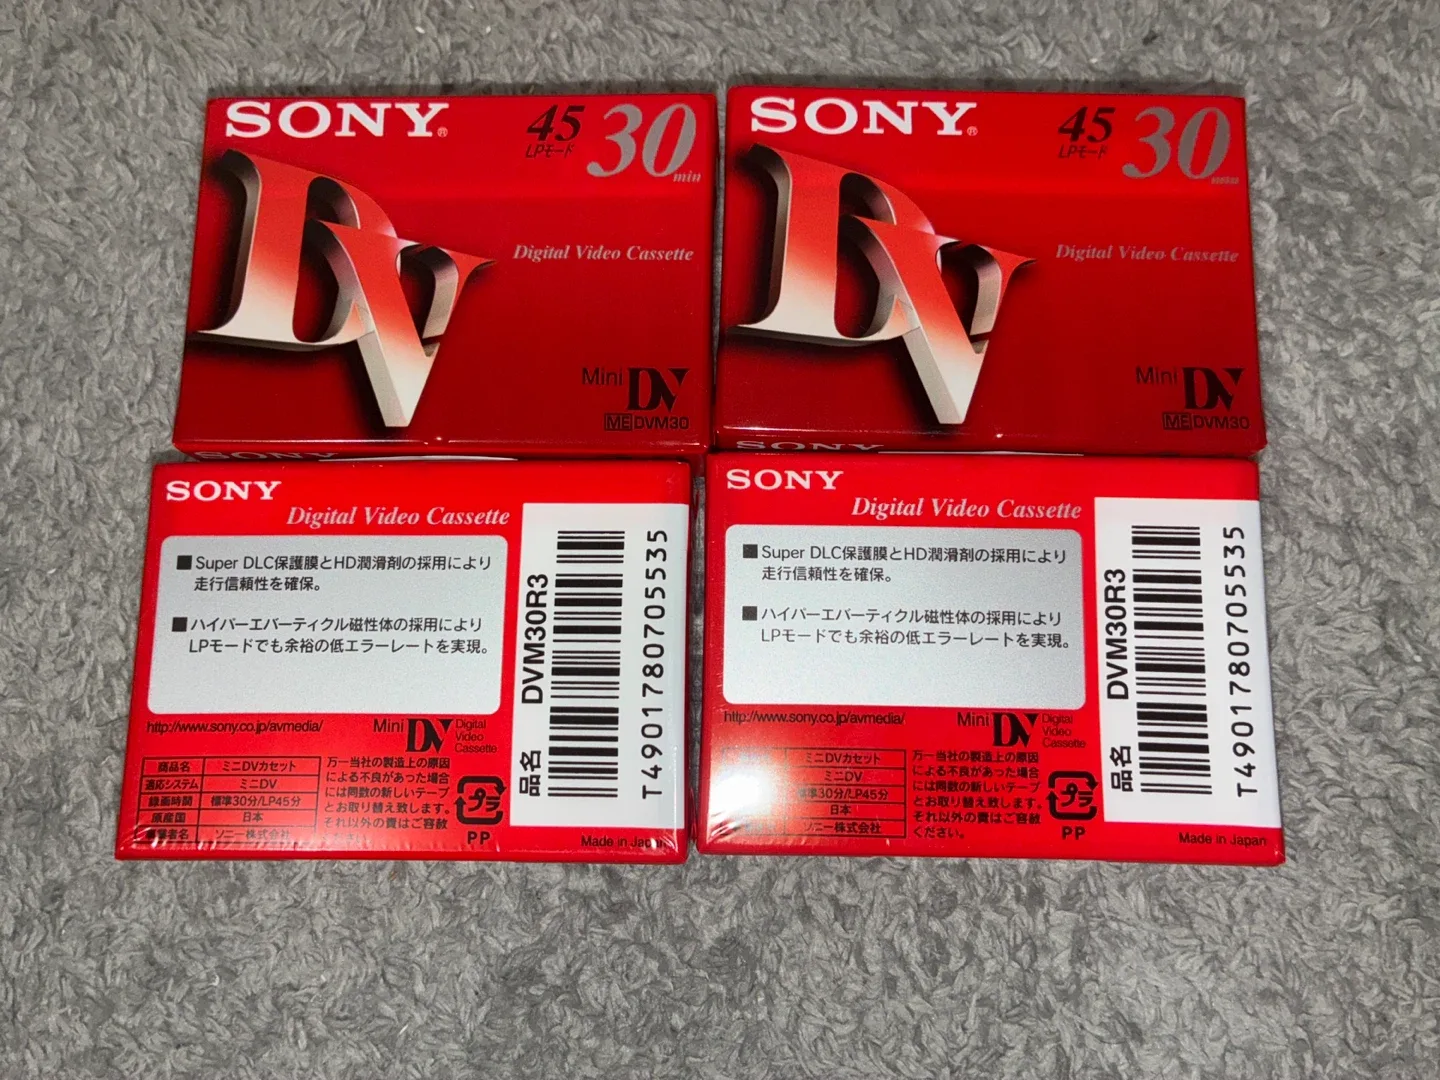 SONY®
45
LPモード
30
min
Digital Video Cassette
Mini DV
ME DVM30
SONY®
45
LPモード
30
Digital Video Cassette
Mini DV
ME DVM30
SONY
SONY
SONY
Digital Video Cassette
■Super DLC保護膜とHD潤滑剤の採用により
走行信頼性を確保。
■ハイパーエバーティクル磁性体の採用により
LPモードでも余裕の低エラーレートを実現。
http://www.sony.co.jp/avmedia/
Mini DV Digital
Video
Cassette
商品名 ミニDVカセット
適応システム ミニDV
録画時間 標準30分/LP45分
原産国 日本
事業者名 ソニー株式会社
万一当社の製造上の原因
による不良があった場合
には同数の新しいテープ
とお取り替え致します。
それ以外の責はご容赦
ください。
プラ
PP
品名 DVM30R3
T4901780705535
Made in Japan
SONY
Digital Video Cassette
■Super DLC保護膜とHD潤滑剤の採用により
走行信頼性を確保。
■ハイパーエバーティクル磁性体の採用により
LPモードでも余裕の低エラーレートを実現。
http://www.sony.co.jp/avmedia/
Mini DV Digital
Video
Cassette
ミニDVカセット
ミニDV
標準30分/LP45分
日本
ソニー株式会社
万一当社の製造上の原因
による不良があった場合
には同数の新しいテープ
とお取り替え致します。
それ以外の責はご容赦
ください。
プラ
PP
品名 DVM30R3
T4901780705535
Made in Japan